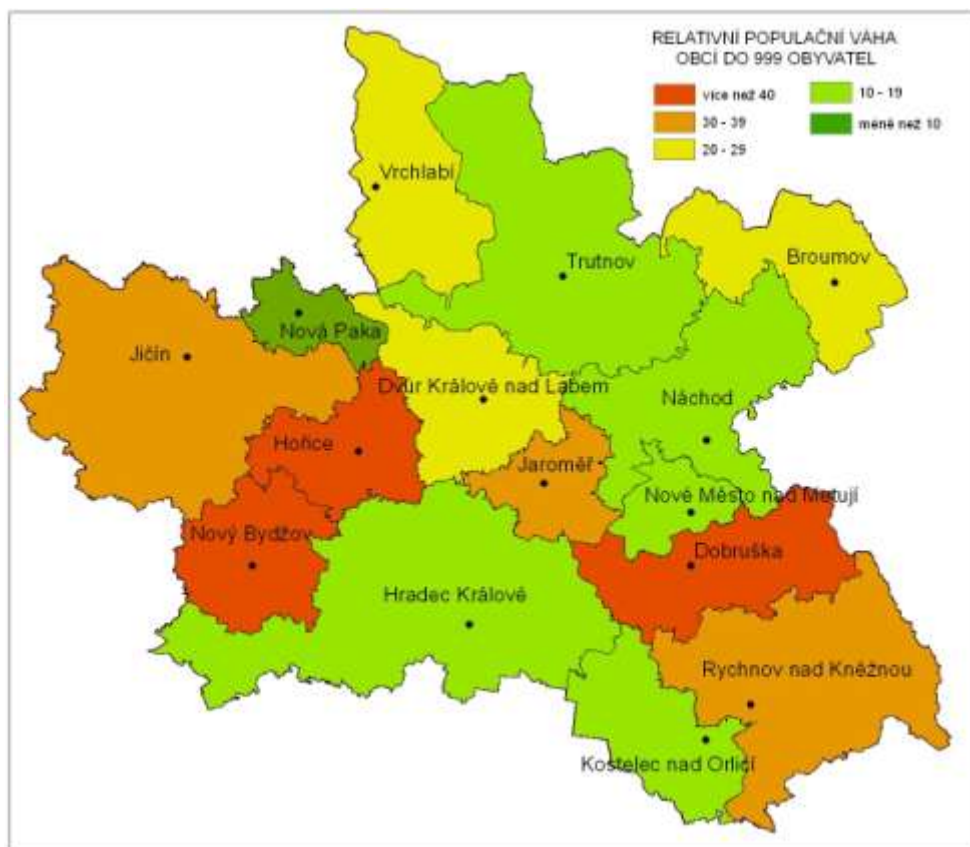 RELATIVNÍ POPULAČNÍ VÁHA
OBCÍ DO 999 OBYVATEL
více než 40
10 - 19
30 - 39
méně než 10
20 - 29
Vrchlabí
Trutnov
Broumov
Nová Paka
Jičín
Dvůr Králové nad Labem
Náchod
Hořice
Jaroměř
Nové Město nad Metují
Nový Bydžov
Dobruška
Hradec Králové
Rychnov nad Kněžnou
Kostelec nad Orlicí